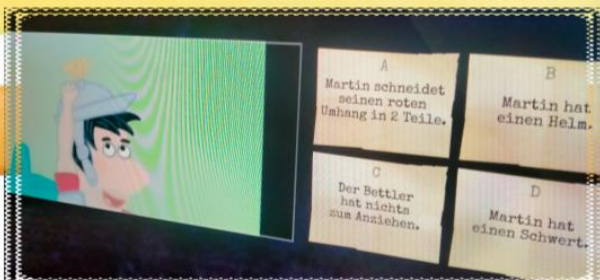 A
Martin schneidet
seinen roten
Umhang in 2 Teile.
B
Martin hat
einen Helm.
C
Der Bettler
hat nichts
zum Anziehen.
D
Martin hat
einen Schwert.